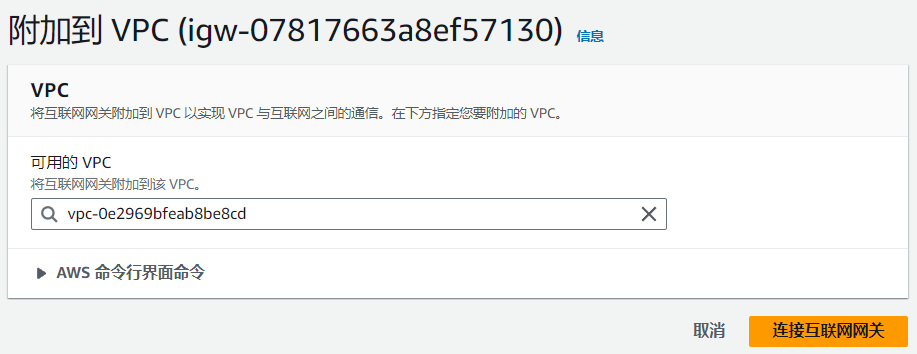 附加到 VPC (igw-07817663a8ef57130) 信息
VPC
将互联网网关附加到 VPC 以实现 VPC 与互联网之间的通信。在下方指定您要附加的 VPC。
可用的 VPC
将互联网网关附加到该 VPC。
vpc-0e2969bfeab8be8cd
AWS 命令行界面命令
取消 连接互联网网关